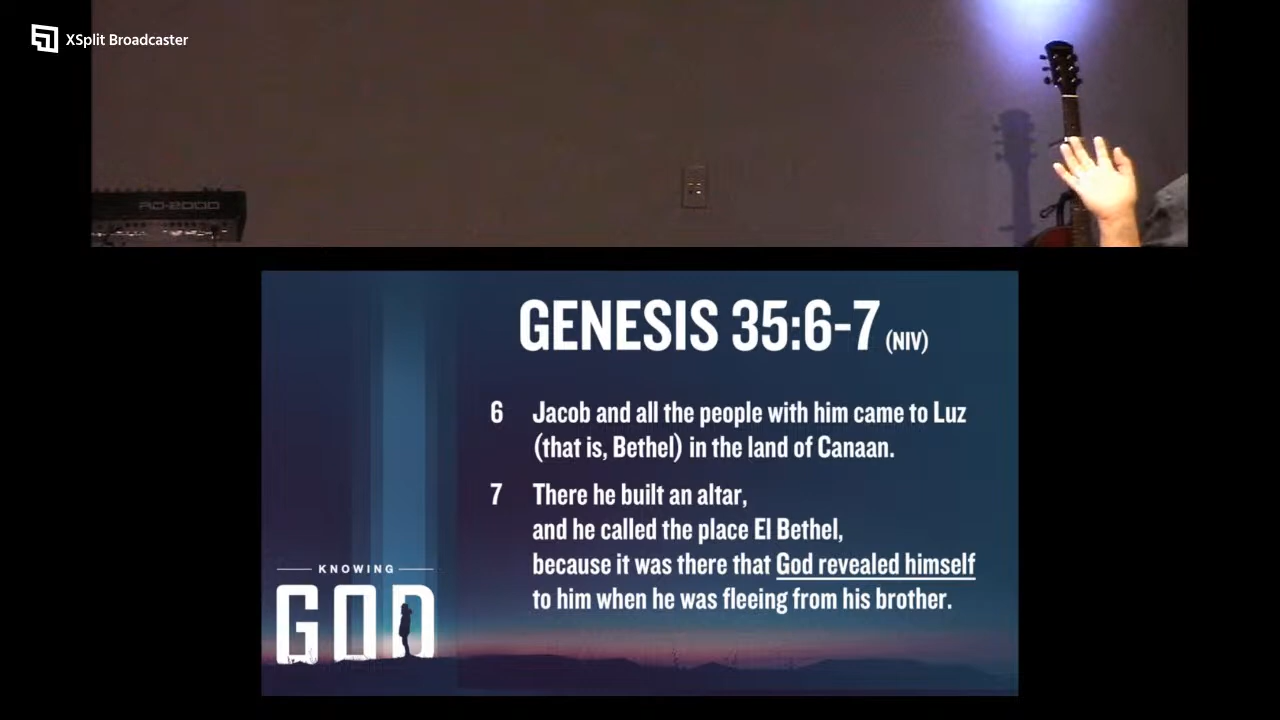 XSplit Broadcaster
RD-2000
GENESIS 35:6-7 (NIV)
6 Jacob and all the people with him came to Luz
(that is, Bethel) in the land of Canaan.
7 There he built an altar,
and he called the place El Bethel,
because it was there that God revealed himself
to him when he was fleeing from his brother.
KNOWING
GOD